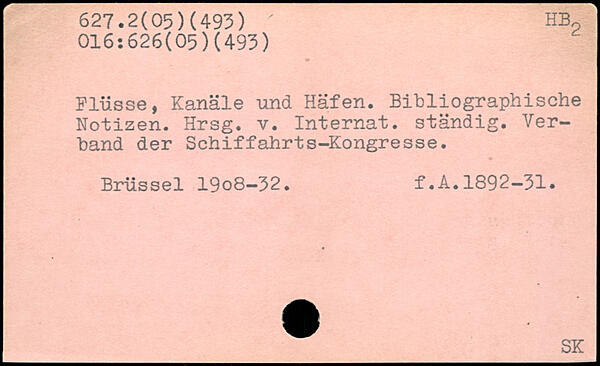 627.2(05)(493)
HB2
016:626(05)(493)
Flüsse, Kanäle und Häfen. Bibliographische
Notizen. Hrsg. v. Internat. ständig. Ver-
band der Schiffahrts-Kongresse.
Brüssel 19o8-32. f.A.1892-31.
SK